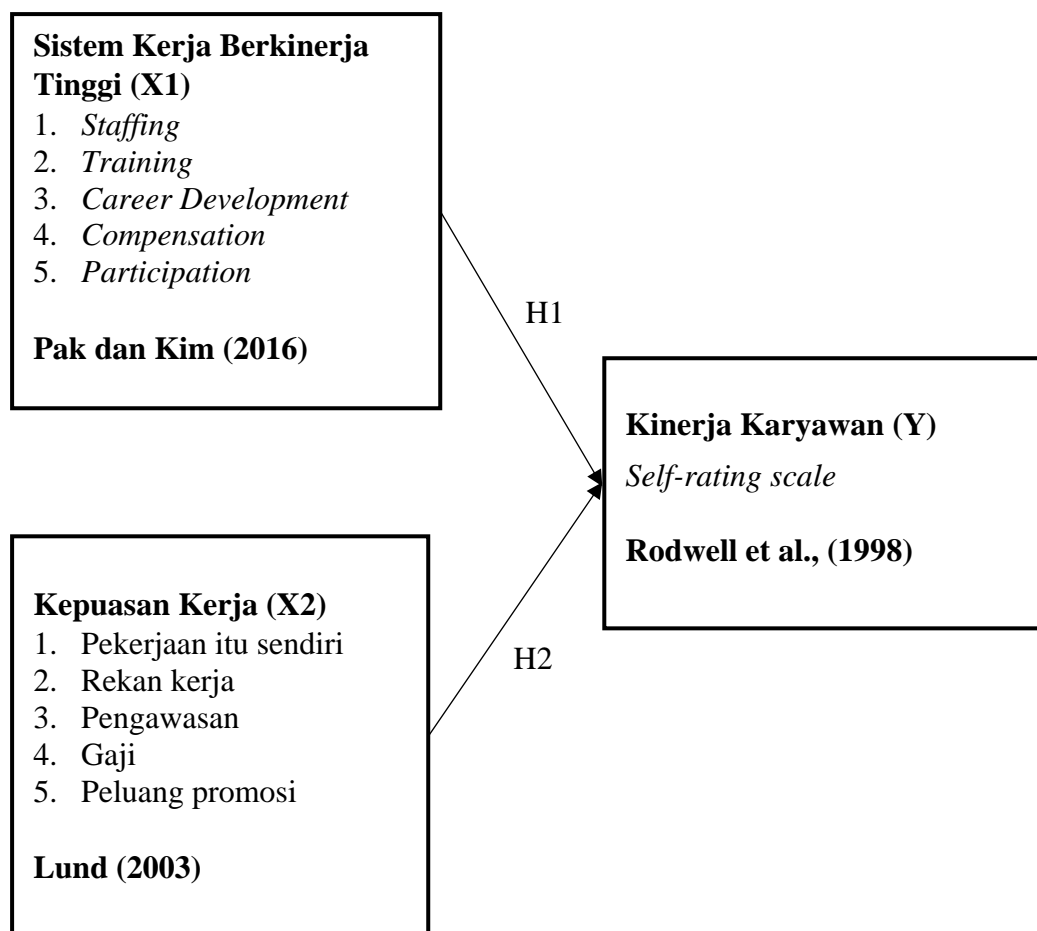 Sistem Kerja Berkinerja
Tinggi (X1)
1. Staffing
2. Training
3. Career Development
4. Compensation
5. Participation
Pak dan Kim (2016)
H1
Kinerja Karyawan (Y)
Self-rating scale
Rodwell et al., (1998)
Kepuasan Kerja (X2)
1. Pekerjaan itu sendiri
2. Rekan kerja
3. Pengawasan
4. Gaji
5. Peluang promosi
Lund (2003)
H2